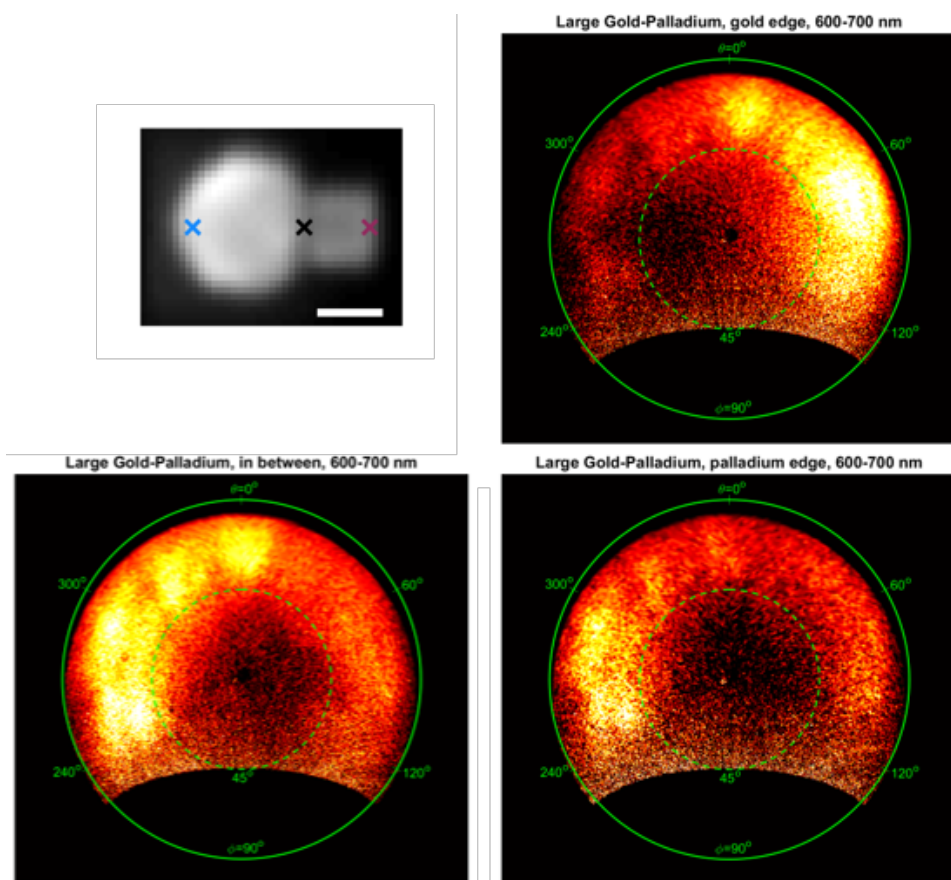 Large Gold-Palladium, gold edge, 600-700 nm
θ=0°
300°
60°
240°
120°
45°
φ=90°
Large Gold-Palladium, in between, 600-700 nm
θ=0°
300°
60°
240°
120°
45°
φ=90°
Large Gold-Palladium, palladium edge, 600-700 nm
θ=0°
300°
60°
240°
120°
45°
φ=90°